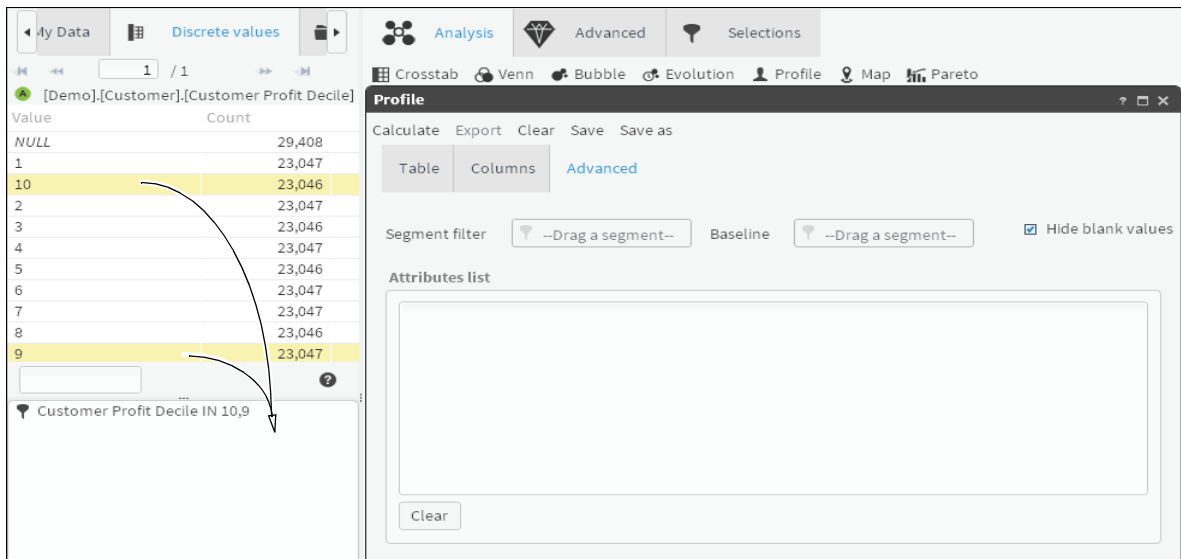 My Data Discrete values
1 / 1
A [Demo].[Customer].[Customer Profit Decile]
Value Count
NULL 29,408
1 23,047
10 23,046
2 23,047
3 23,046
4 23,047
5 23,046
6 23,047
7 23,047
8 23,046
9 23,047
?
Customer Profit Decile IN 10,9
Analysis Advanced Selections
Crosstab Venn Bubble Evolution Profile Map Pareto
Profile ?
Calculate Export Clear Save Save as
Table Columns Advanced
Segment filter --Drag a segment-- Baseline --Drag a segment-- Hide blank values
Attributes list
Clear